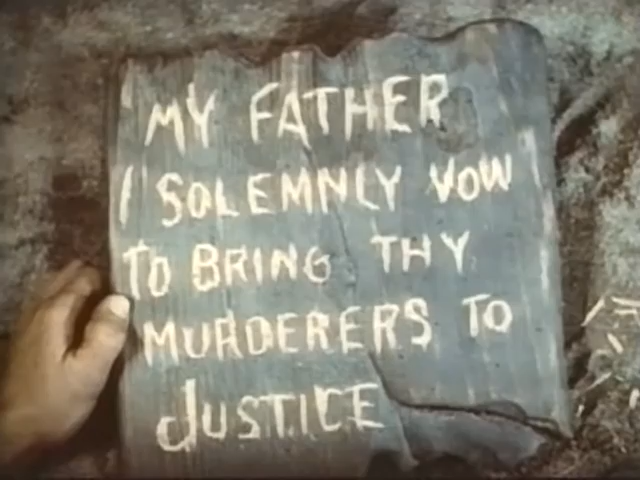 MY FATHER
I SOLEMNLY VOW
TO BRING THY
MURDERERS TO
JUSTICE